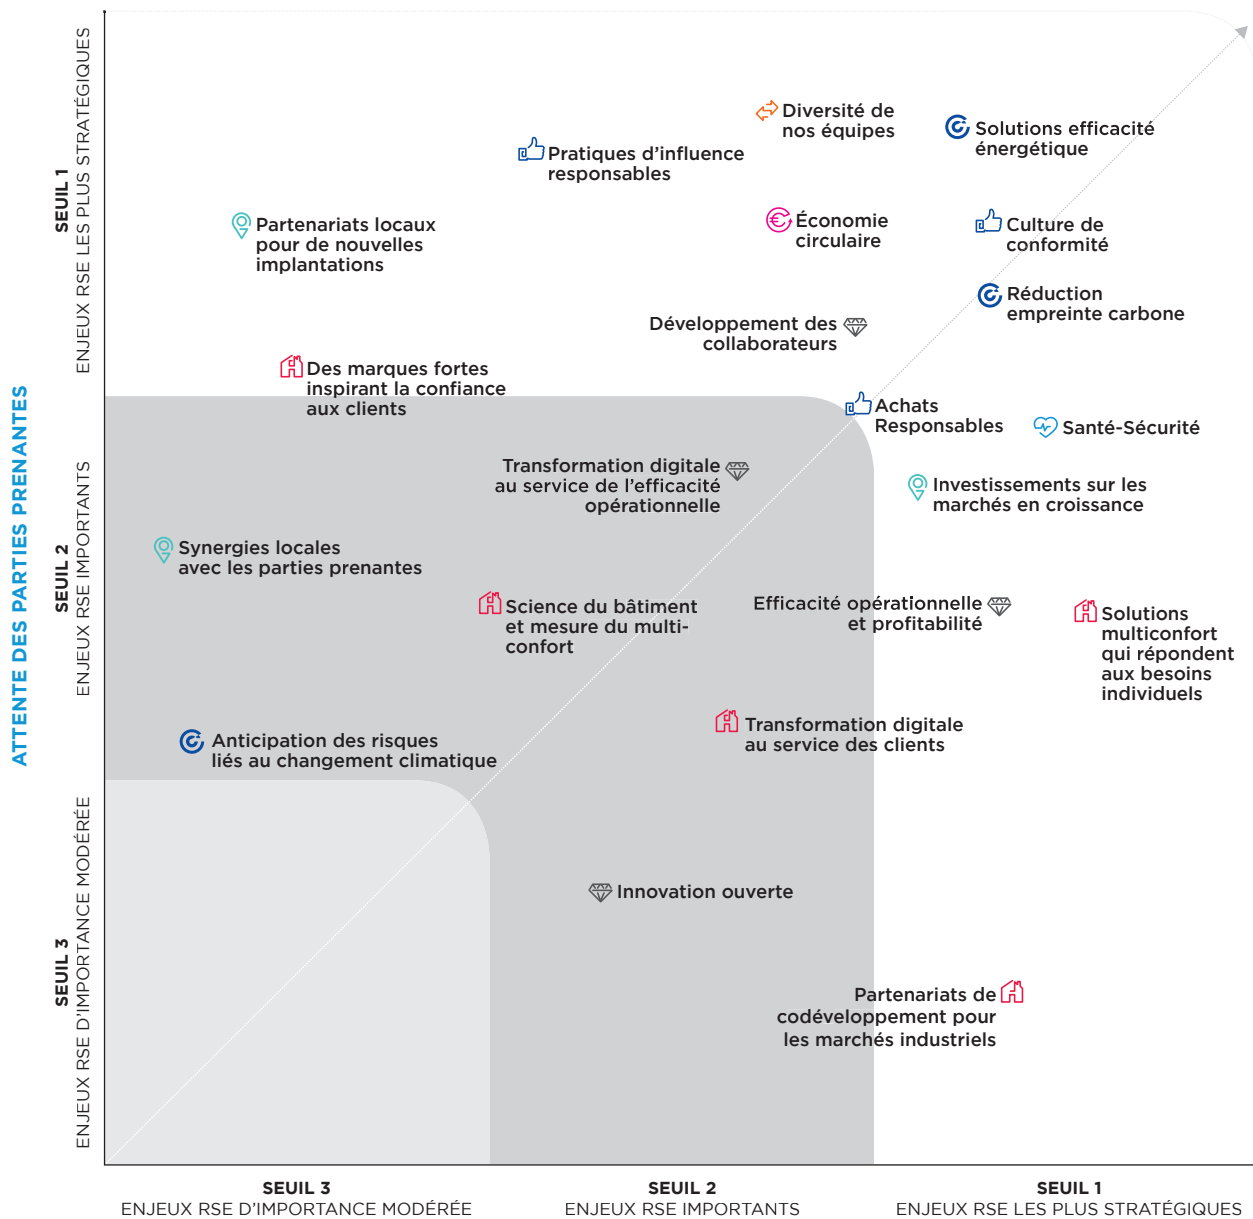 ATTENTE DES PARTIES PRENANTES
SEUIL 1
ENJEUX RSE LES PLUS STRATÉGIQUES
SEUIL 2
ENJEUX RSE IMPORTANTS
SEUIL 3
ENJEUX RSE D'IMPORTANCE MODÉRÉE
Diversité de
nos équipes
Solutions efficacité
énergétique
Pratiques d'influence
responsables
Partenariats locaux
pour de nouvelles
implantations
Économie
circulaire
Culture de
conformité
Réduction
empreinte carbone
Développement des
collaborateurs
Des marques fortes
inspirant la confiance
aux clients
Achats
Responsables
Santé-Sécurité
Transformation digitale
au service de l'efficacité
opérationnelle
Investissements sur les
marchés en croissance
Synergies locales
avec les parties prenantes
Science du bâtiment
et mesure du multi-
confort
Efficacité opérationnelle
et profitabilité
Solutions
multiconfort
qui répondent
aux besoins
individuels
Transformation digitale
au service des clients
Anticipation des risques
liés au changement climatique
Innovation ouverte
Partenariats de
codéveloppement pour
les marchés industriels
SEUIL 3
ENJEUX RSE D'IMPORTANCE MODÉRÉE
SEUIL 2
ENJEUX RSE IMPORTANTS
SEUIL 1
ENJEUX RSE LES PLUS STRATÉGIQUES